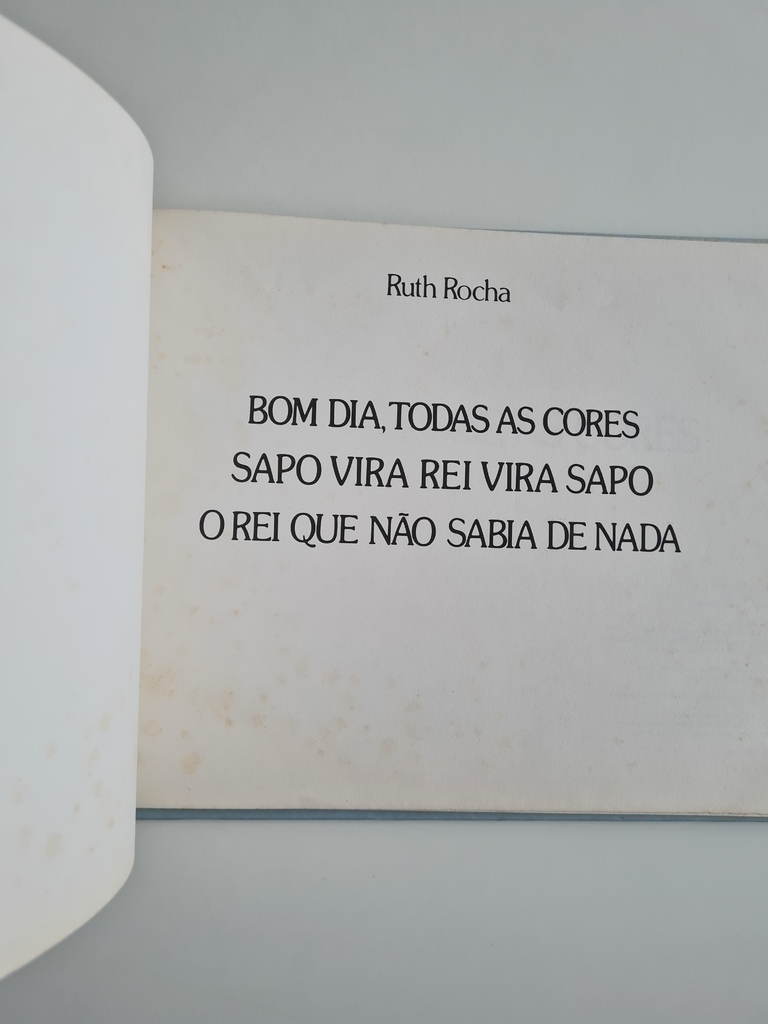 Ruth Rocha
BOM DIA, TODAS AS CORES
SAPO VIRA REI VIRA SAPO
O REI QUE NÃO SABIA DE NADA